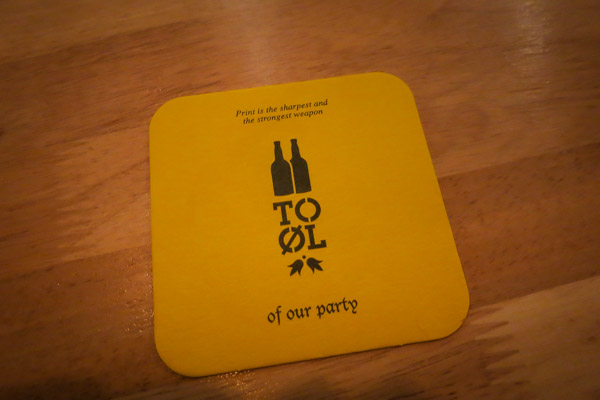 Print is the sharpest and
the strongest weapon
TO
ØL
of our party